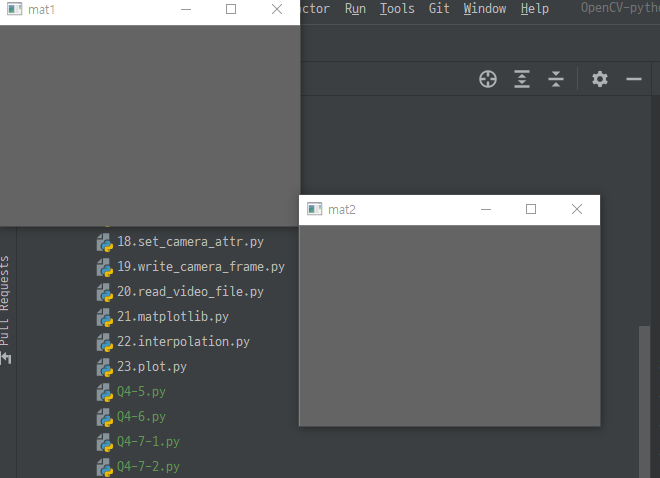 mat1
ctor Run Tools Git Window Help OpenCV-pytho
mat2
18.set_camera_attr.py
19.write_camera_frame.py
20.read_video_file.py
21.matplotlib.py
22.interpolation.py
23.plot.py
Q4-5.py
Q4-6.py
Q4-7-1.py
Q4-7-2.py
Pull Requests